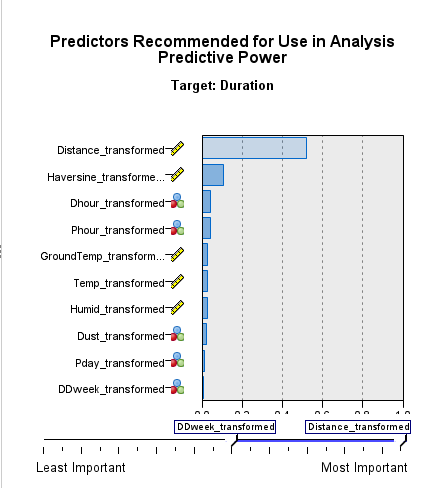 Predictors Recommended for Use in Analysis
Predictive Power
Target: Duration
Distance_transformed
Haversine_transforme...
Dhour_transformed
Phour_transformed
GroundTemp_transform...
Temp_transformed
Humid_transformed
Dust_transformed
Pday_transformed
DDweek_transformed
0.0 0.2 0.4 0.6 0.8 1.0
DDweek_transformed Distance_transformed
Least Important Most Important